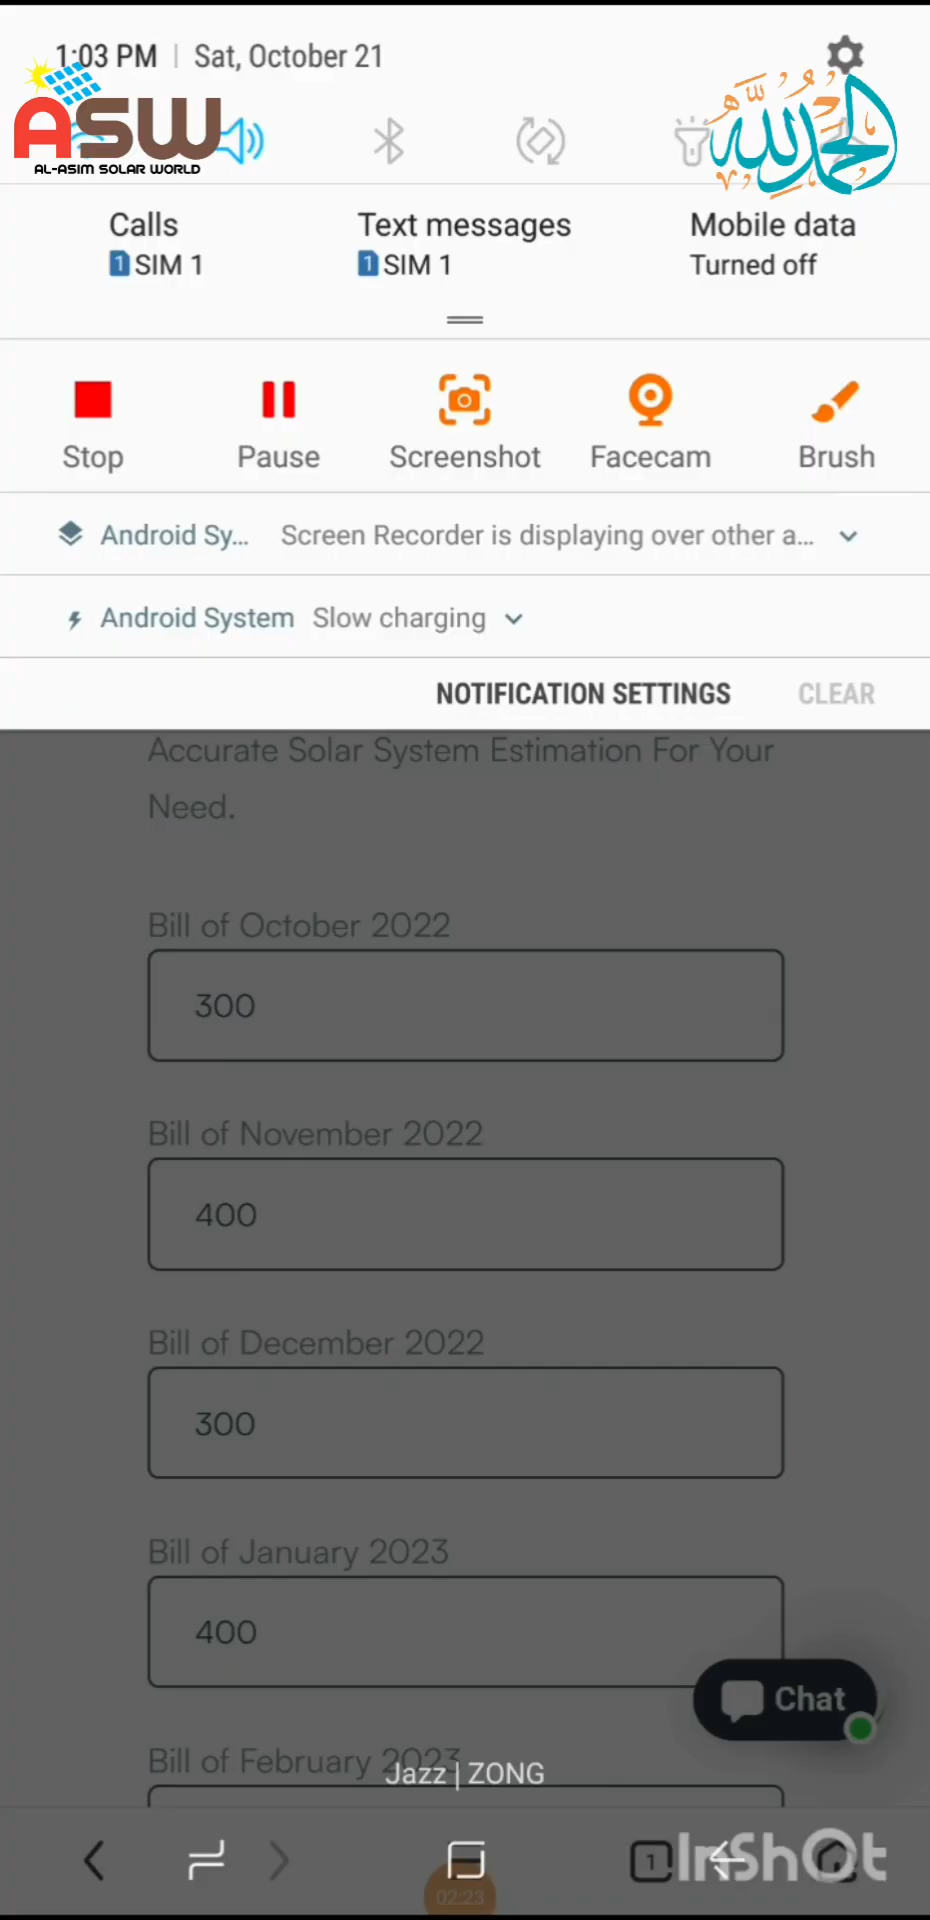 1:03 PM | Sat, October 21
ASW
AL-ASIM SOLAR WORLD
الحمد لله
Calls
Text messages
Mobile data
1 SIM 1
1 SIM 1
Turned off
Stop
Pause
Screenshot
Facecam
Brush
Android Sy... Screen Recorder is displaying over other a...
Android System Slow charging
NOTIFICATION SETTINGS
CLEAR
Accurate Solar System Estimation For Your
Need.
Bill of October 2022
300
Bill of November 2022
400
Bill of December 2022
300
Bill of January 2023
400
Chat
Bill of February 2023
Jazz | ZONG
1
InShOt
02:23